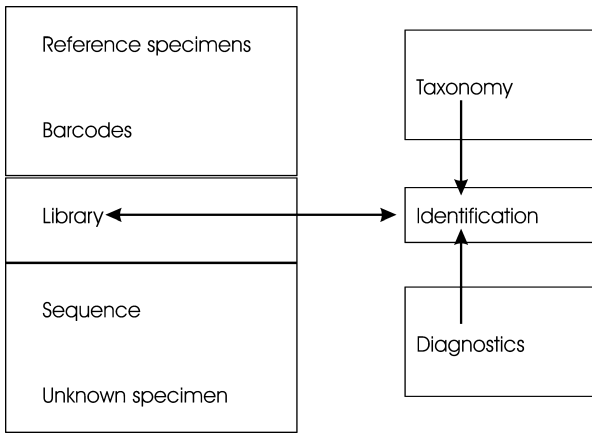 Reference specimens
Barcodes
Library
Sequence
Unknown specimen
Taxonomy
Identification
Diagnostics